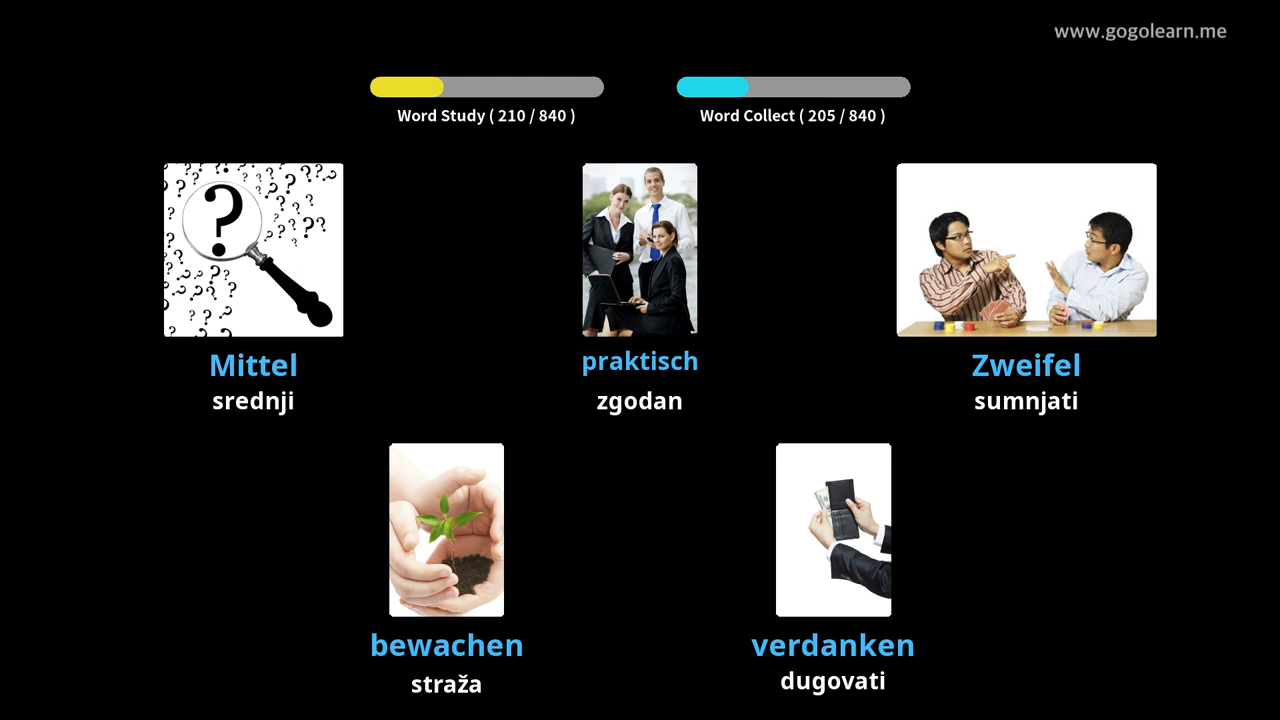 www.gogolearn.me
Word Study ( 210 / 840 )
Word Collect ( 205 / 840 )
Mittel
srednji
praktisch
zgodan
Zweifel
sumnjati
bewachen
straža
verdanken
dugovati